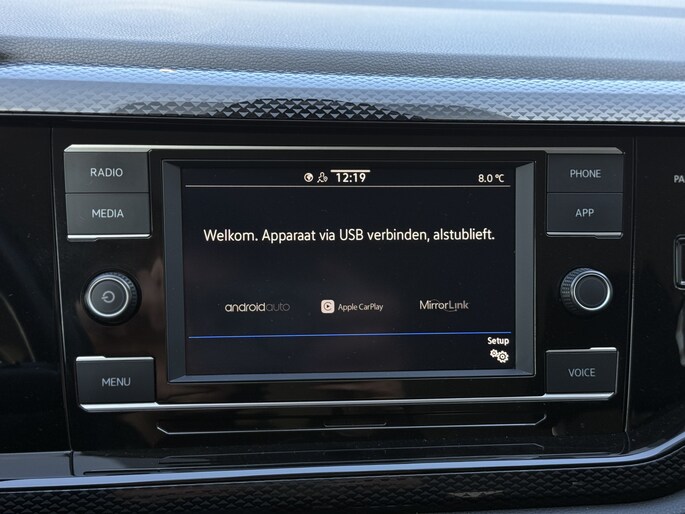 RADIO
MEDIA
MENU
12:19
8.0 °C
Welkom. Apparaat via USB verbinden, alstublieft.
androidauto
Apple CarPlay
MirrorLink
Setup
PHONE
APP
VOICE
PA